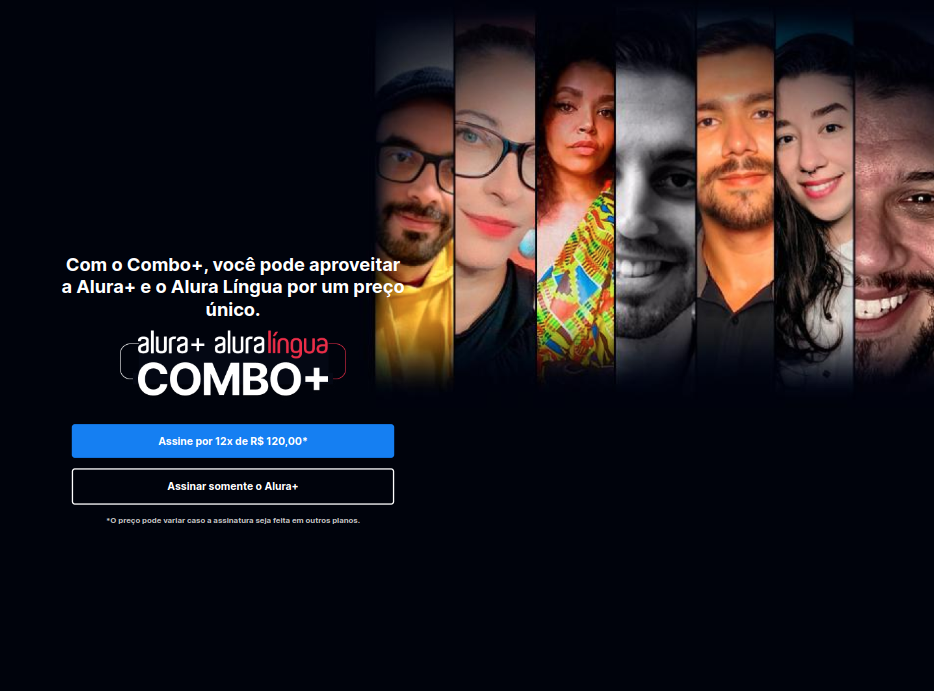 Com o Combo+, você pode aproveitar
a Alura+ e o Alura Língua por um preço
único.
alura+ aluralíngua
COMBO+
Assine por 12x de R$ 120,00*
Assinar somente o Alura+
*O preço pode variar caso a assinatura seja feita em outros planos.